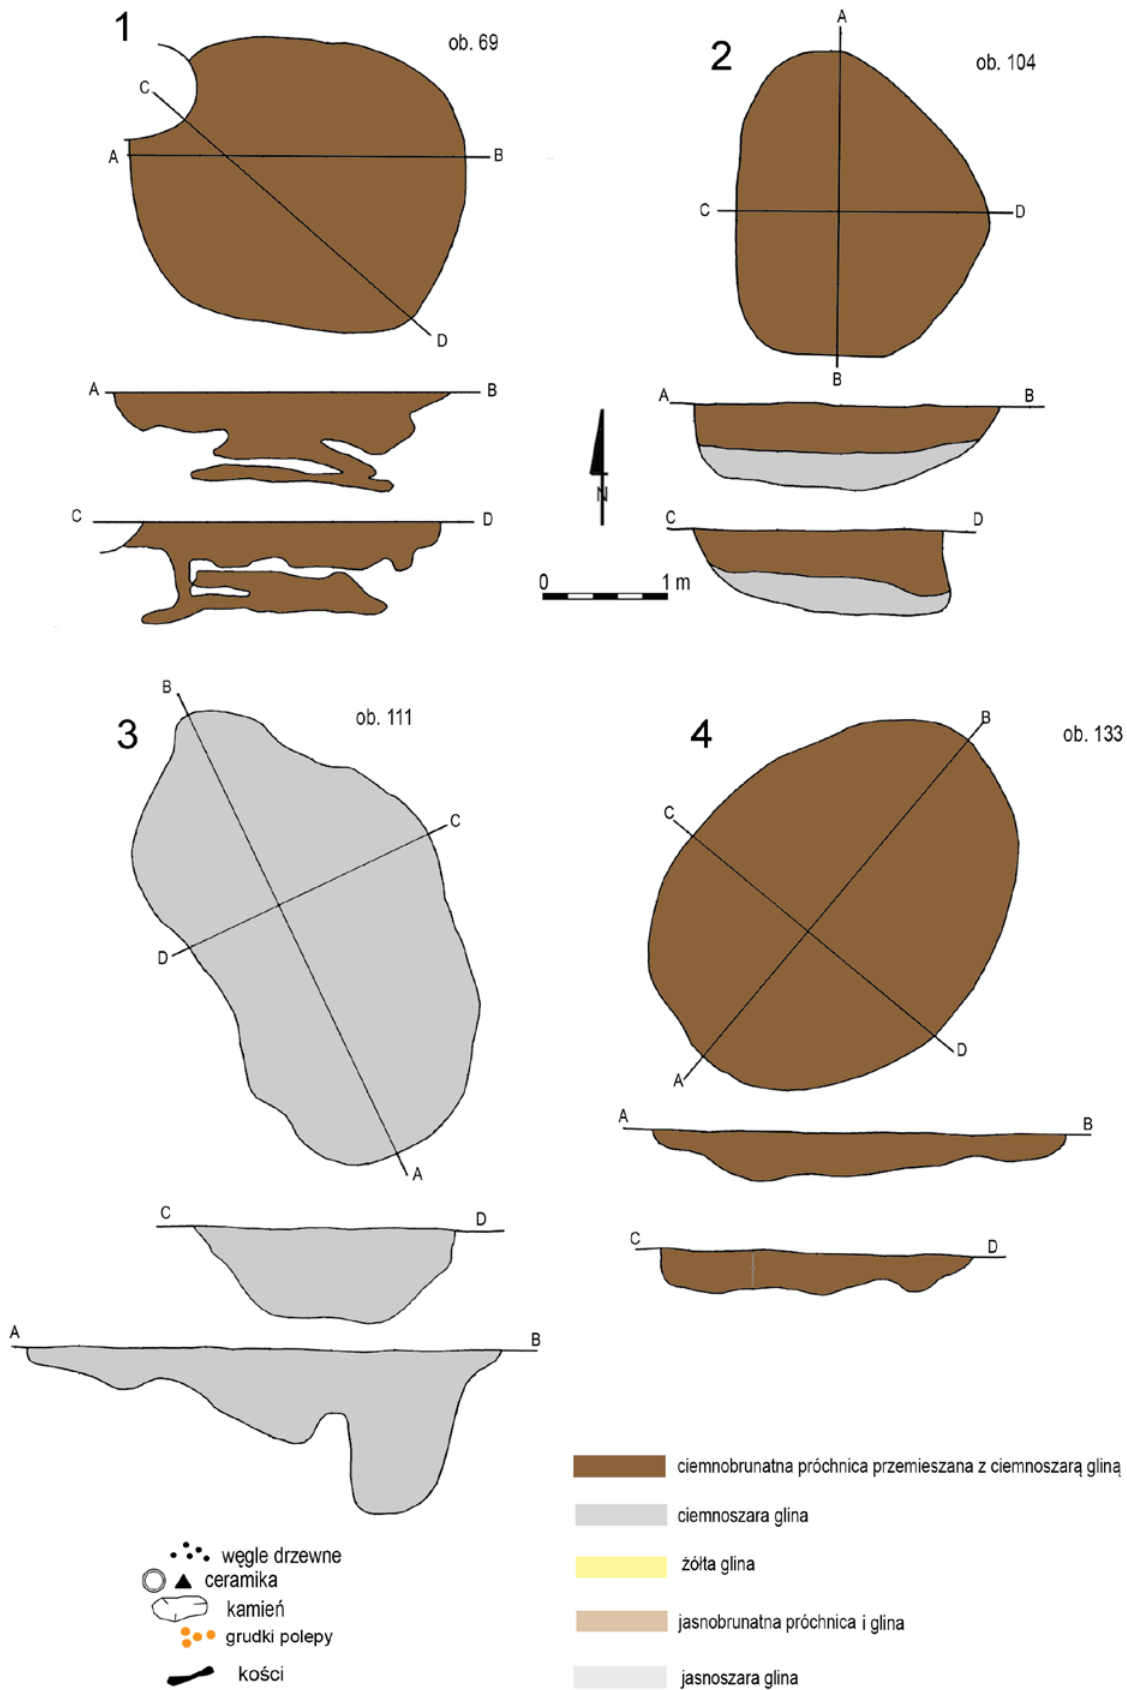 1
ob. 69
C
A
B
D
A
B
C
D
2
ob. 104
A
C
D
B
A
B
C
D
N
0
1 m
3
ob. 111
B
C
D
A
C
D
A
B
4
ob. 133
B
C
D
A
A
B
C
D
węgle drzewne
ceramika
kamień
grudki polepy
kości
ciemnobrunatna próchnica przemieszana z ciemnoszarą gliną
ciemnoszara glina
żółta glina
jasnobrunatna próchnica i glina
jasnoszara glina